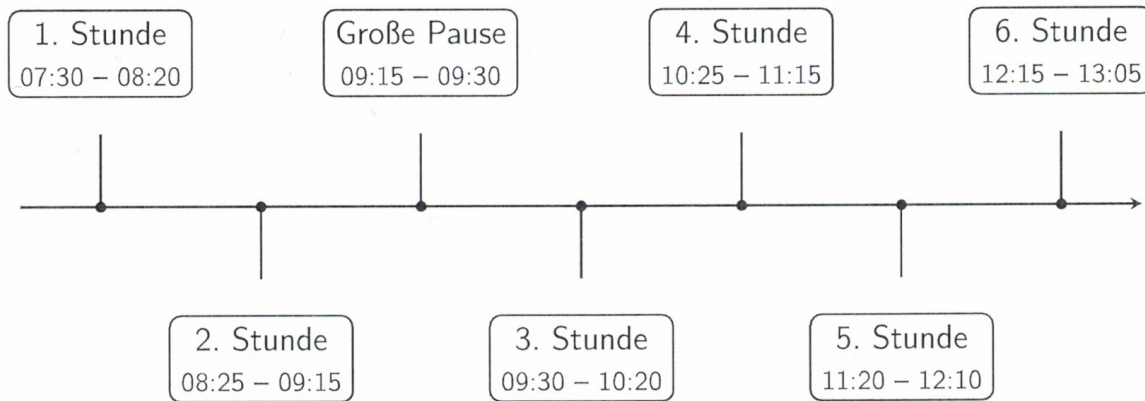 1. Stunde
07:30 – 08:20
Große Pause
09:15 – 09:30
4. Stunde
10:25 – 11:15
6. Stunde
12:15 – 13:05
2. Stunde
08:25 – 09:15
3. Stunde
09:30 – 10:20
5. Stunde
11:20 – 12:10